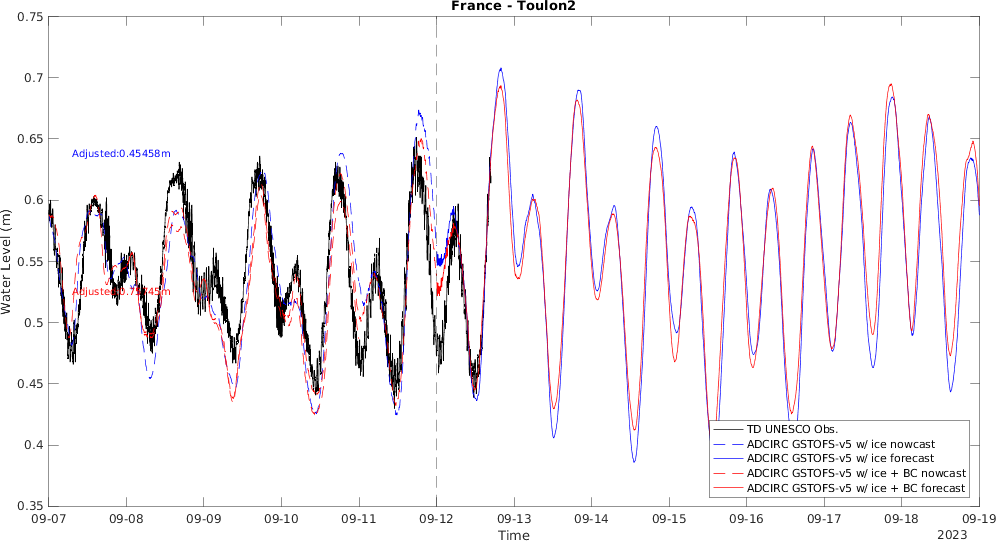 France - Toulon2
0.75
0.7
0.65
0.6
0.55
0.5
0.45
0.4
0.35
Water Level (m)
Adjusted:0.45458m
TD UNESCO Obs.
ADCIRC GSTOFS-v5 w/ ice nowcast
ADCIRC GSTOFS-v5 w/ ice forecast
ADCIRC GSTOFS-v5 w/ ice + BC nowcast
ADCIRC GSTOFS-v5 w/ ice + BC forecast
09-07 09-08 09-09 09-10 09-11 09-12 09-13 09-14 09-15 09-16 09-17 09-18 09-19
Time
2023